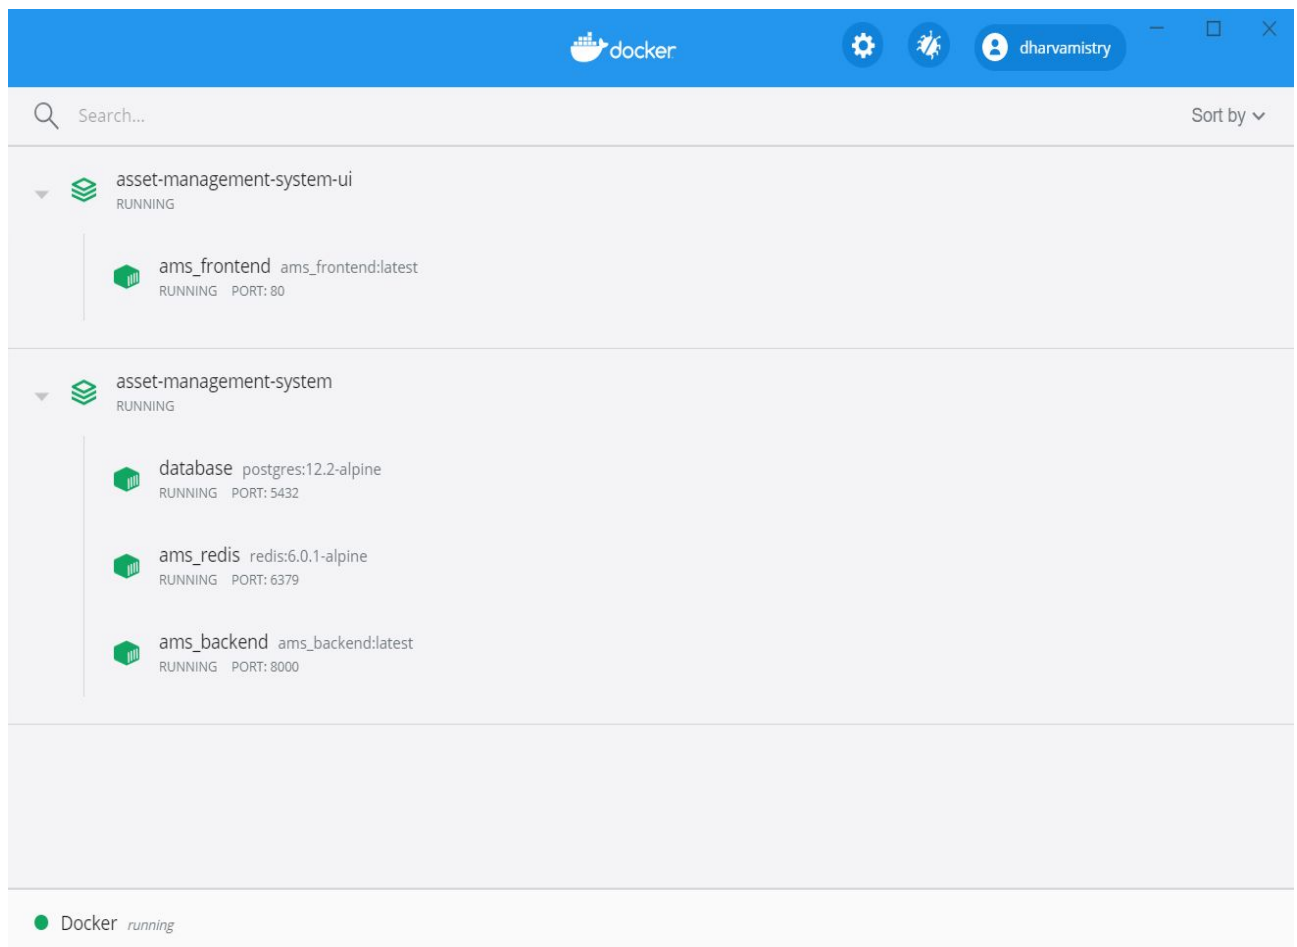 docker
dharvamistry
Search...
Sort by
asset-management-system-ui
RUNNING
ams_frontend ams_frontend:latest
RUNNING PORT: 80
asset-management-system
RUNNING
database postgres:12.2-alpine
RUNNING PORT: 5432
ams_redis redis:6.0.1-alpine
RUNNING PORT: 6379
ams_backend ams_backend:latest
RUNNING PORT: 8000
Docker running